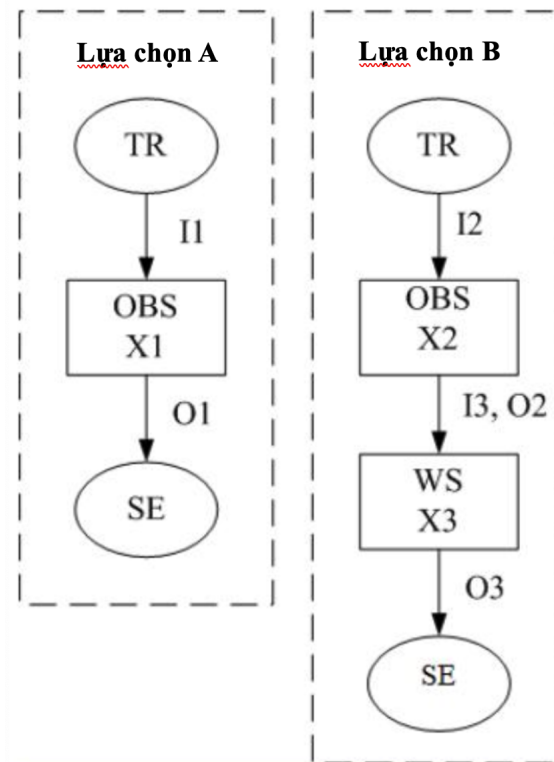 Lựa chọn A
TR
I1
OBS
X1
O1
SE
Lựa chọn B
TR
I2
OBS
X2
I3, O2
WS
X3
O3
SE